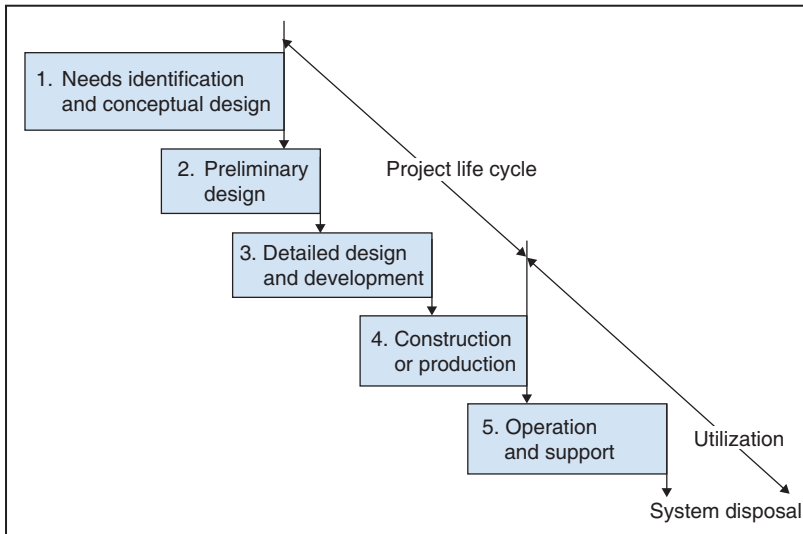 1. Needs identification
and conceptual design
2. Preliminary
design
Project life cycle
3. Detailed design
and development
4. Construction
or production
5. Operation
and support
Utilization
System disposal